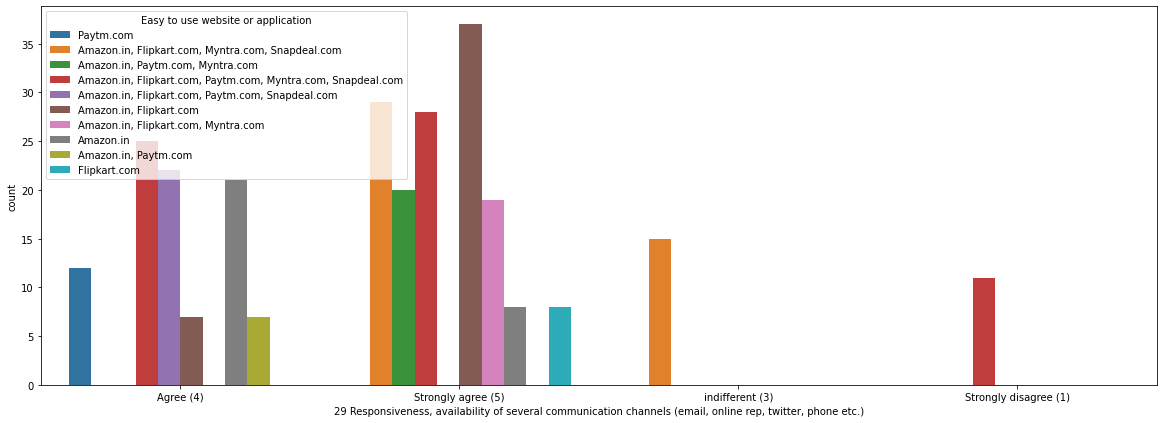 Easy to use website or application
Paytm.com
Amazon.in, Flipkart.com, Myntra.com, Snapdeal.com
Amazon.in, Paytm.com, Myntra.com
Amazon.in, Flipkart.com, Paytm.com, Myntra.com, Snapdeal.com
Amazon.in, Flipkart.com, Paytm.com, Snapdeal.com
Amazon.in, Flipkart.com
Amazon.in, Flipkart.com, Myntra.com
Amazon.in
Amazon.in, Paytm.com
Flipkart.com
count
35
30
25
20
15
10
5
0
Agree (4) Strongly agree (5) indifferent (3) Strongly disagree (1)
29 Responsiveness, availability of several communication channels (email, online rep, twitter, phone etc.)